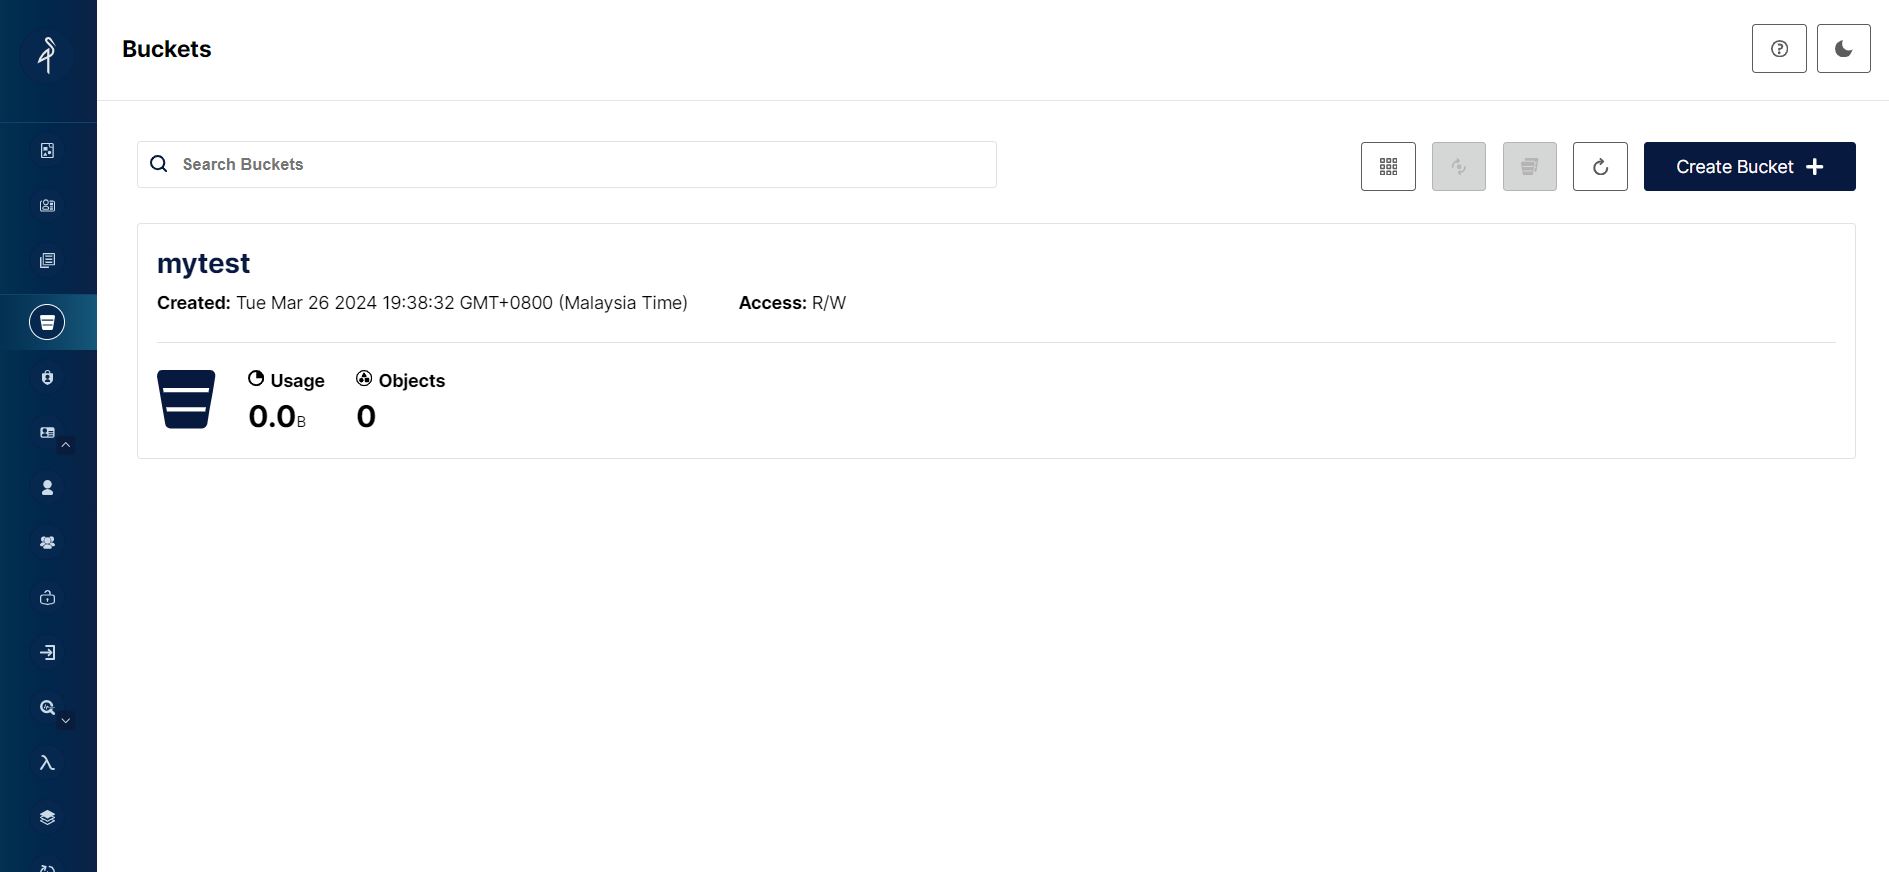 Buckets
Search Buckets
Create Bucket
mytest
Created: Tue Mar 26 2024 19:38:32 GMT+0800 (Malaysia Time) Access: R/W
Usage Objects
0.0B 0